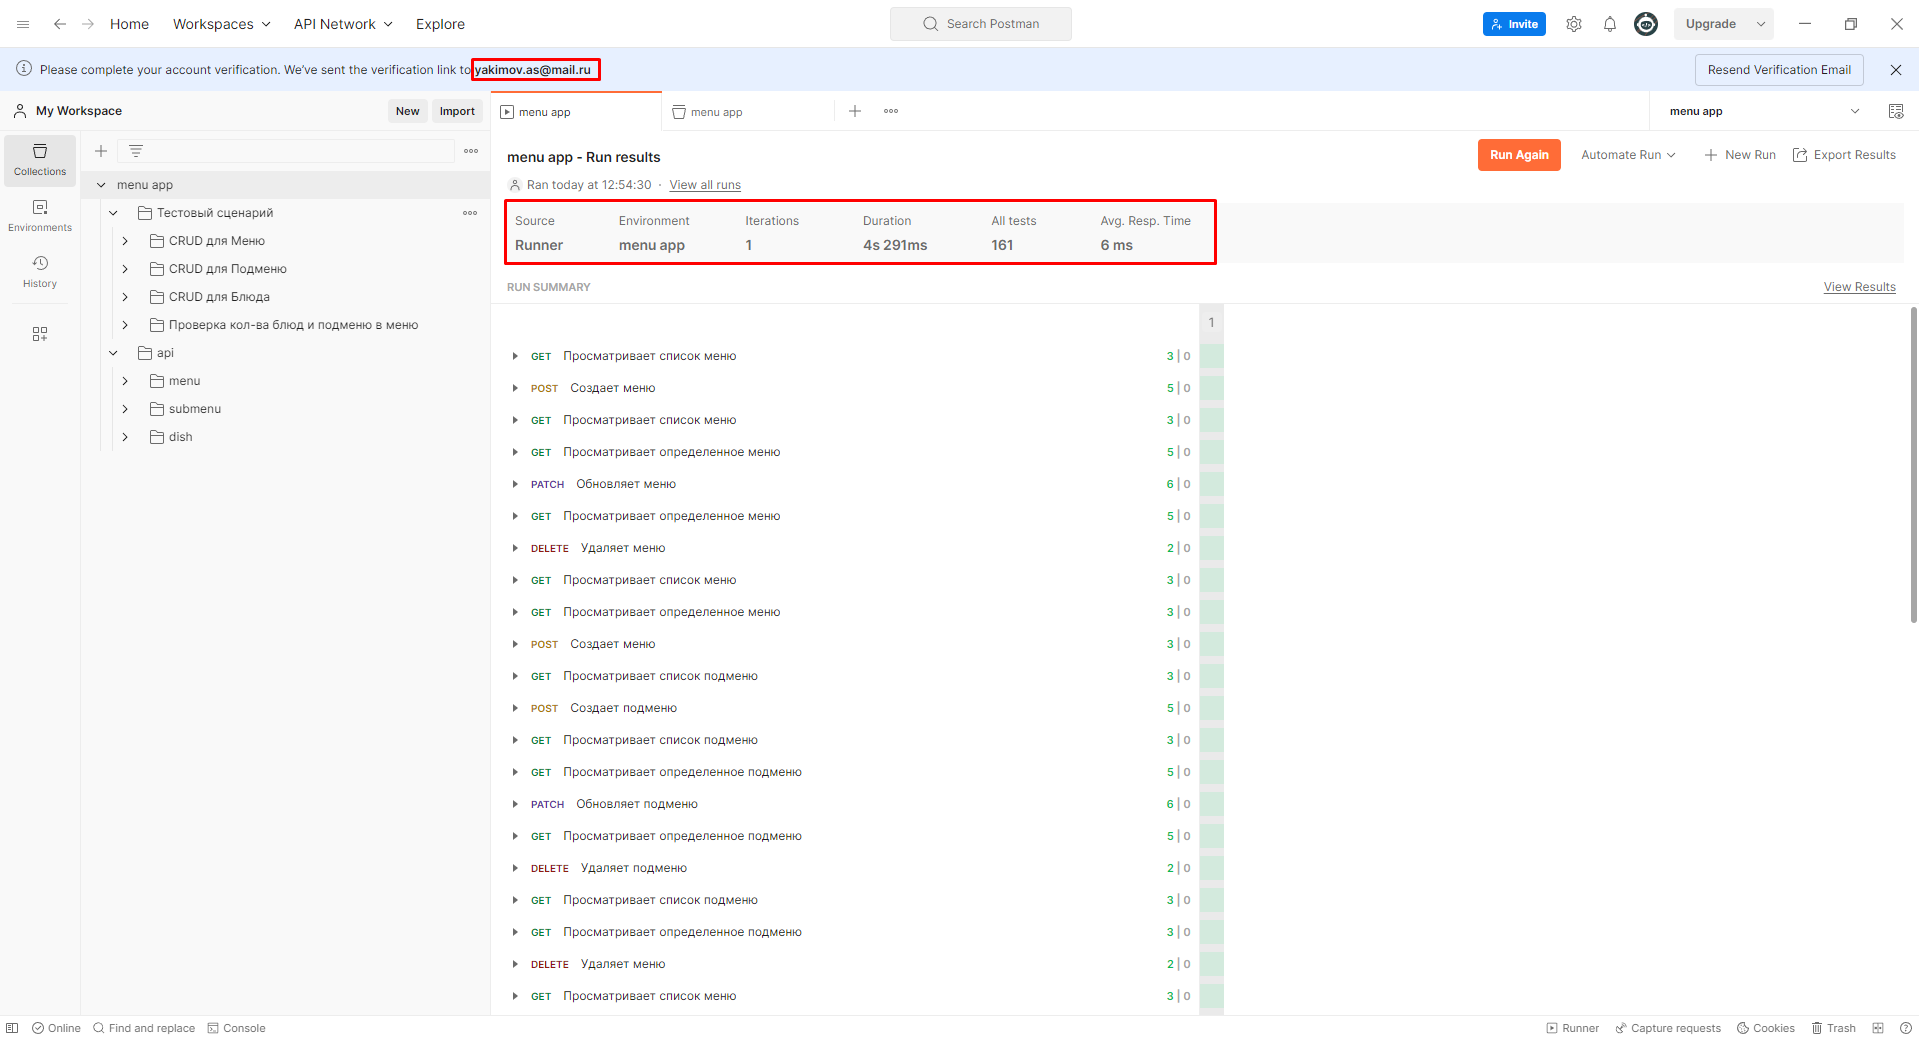 Home Workspaces API Network Explore Search Postman Invite Upgrade
Please complete your account verification. We've sent the verification link to yakimov.as@mail.ru Resend Verification Email
My Workspace New Import menu app menu app menu app
Collections
Environments
History
menu app
Тестовый сценарий
CRUD для Меню
CRUD для Подменю
CRUD для Блюда
Проверка кол-ва блюд и подменю в меню
api
menu
submenu
dish
menu app - Run results Run Again Automate Run New Run Export Results
Ran today at 12:54:30 · View all runs
Source Environment Iterations Duration All tests Avg. Resp. Time
Runner menu app 1 4s 291ms 161 6 ms
RUN SUMMARY View Results
1
GET Просматривает список меню 3 | 0
POST Создает меню 5 | 0
GET Просматривает список меню 3 | 0
GET Просматривает определенное меню 5 | 0
PATCH Обновляет меню 6 | 0
GET Просматривает определенное меню 5 | 0
DELETE Удаляет меню 2 | 0
GET Просматривает список меню 3 | 0
GET Просматривает определенное меню 3 | 0
POST Создает меню 3 | 0
GET Просматривает список подменю 3 | 0
POST Создает подменю 5 | 0
GET Просматривает список подменю 3 | 0
GET Просматривает определенное подменю 5 | 0
PATCH Обновляет подменю 6 | 0
GET Просматривает определенное подменю 5 | 0
DELETE Удаляет подменю 2 | 0
GET Просматривает список подменю 3 | 0
GET Просматривает определенное подменю 3 | 0
DELETE Удаляет меню 2 | 0
GET Просматривает список меню 3 | 0
Online Find and replace Console Runner Capture requests Cookies Trash